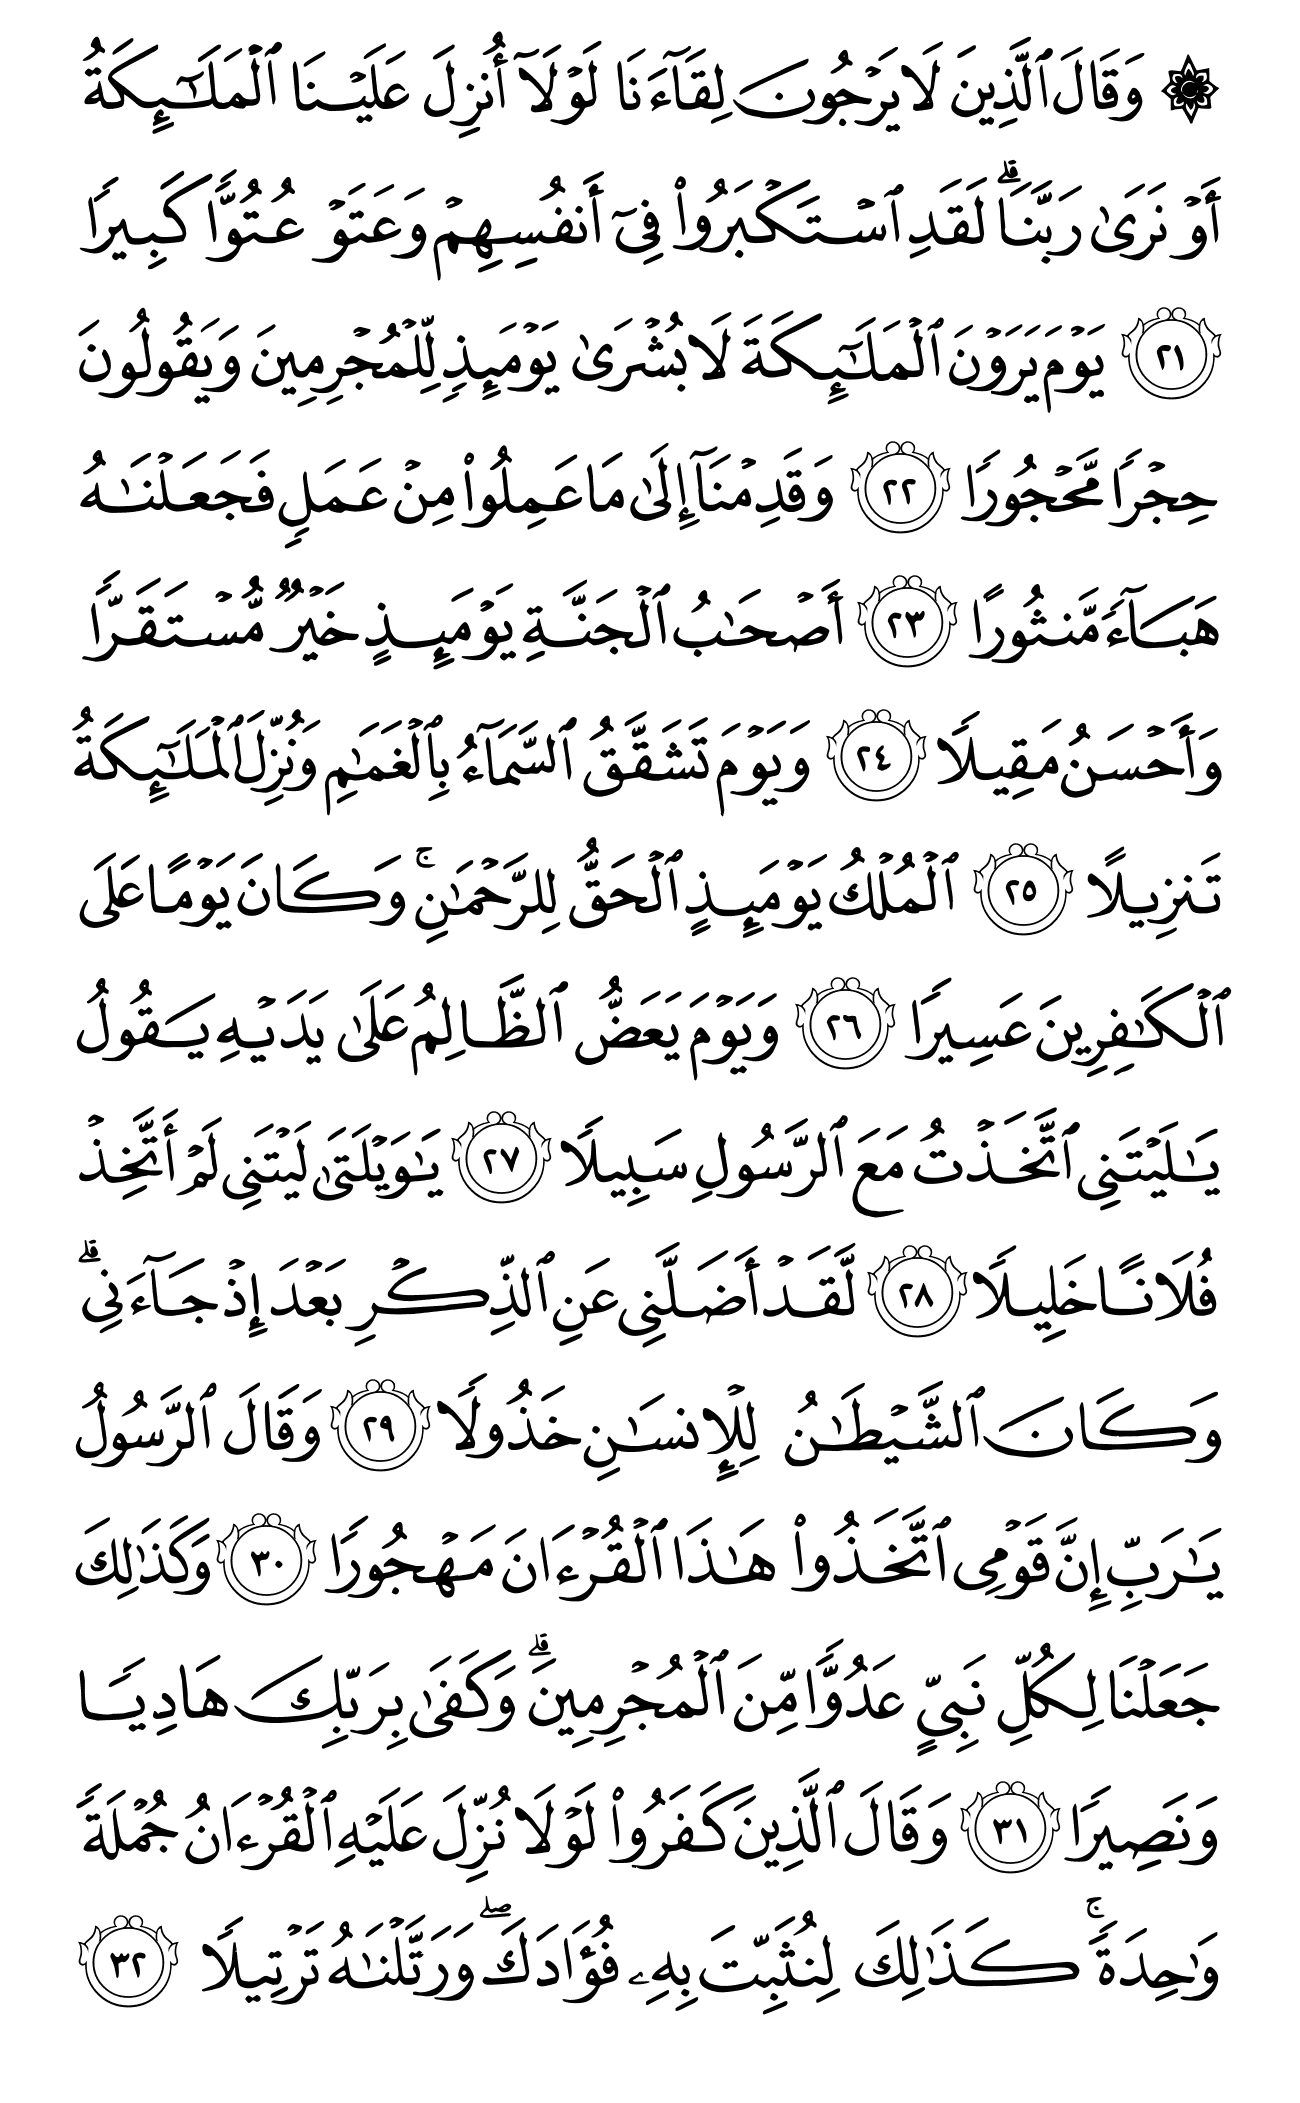 ۞ وَقَالَ ٱلَّذِينَ لَا يَرْجُونَ لِقَآءَنَا لَوْلَآ أُنزِلَ عَلَيْنَا ٱلْمَلَـٰٓئِكَةُ
أَوْ نَرَىٰ رَبَّنَا ۗ لَقَدِ ٱسْتَكْبَرُوا۟ فِىٓ أَنفُسِهِمْ وَعَتَوْ عُتُوًّا كَبِيرًا
٢١ يَوْمَ يَرَوْنَ ٱلْمَلَـٰٓئِكَةَ لَا بُشْرَىٰ يَوْمَئِذٍ لِّلْمُجْرِمِينَ وَيَقُولُونَ
حِجْرًا مَّحْجُورًا ٢٢ وَقَدِمْنَآ إِلَىٰ مَا عَمِلُوا۟ مِنْ عَمَلٍ فَجَعَلْنَـٰهُ
هَبَآءً مَّنثُورًا ٢٣ أَصْحَـٰبُ ٱلْجَنَّةِ يَوْمَئِذٍ خَيْرٌ مُّسْتَقَرًّا
وَأَحْسَنُ مَقِيلًا ٢٤ وَيَوْمَ تَشَقَّقُ ٱلسَّمَآءُ بِٱلْغَمَـٰمِ وَنُزِّلَ ٱلْمَلَـٰٓئِكَةُ
تَنزِيلًا ٢٥ ٱلْمُلْكُ يَوْمَئِذٍ ٱلْحَقُّ لِلرَّحْمَـٰنِ ۚ وَكَانَ يَوْمًا عَلَى
ٱلْكَـٰفِرِينَ عَسِيرًا ٢٦ وَيَوْمَ يَعَضُّ ٱلظَّالِمُ عَلَىٰ يَدَيْهِ يَقُولُ
يَـٰلَيْتَنِى ٱتَّخَذْتُ مَعَ ٱلرَّسُولِ سَبِيلًا ٢٧ يَـٰوَيْلَتَىٰ لَيْتَنِى لَمْ أَتَّخِذْ
فُلَانًا خَلِيلًا ٢٨ لَّقَدْ أَضَلَّنِى عَنِ ٱلذِّكْرِ بَعْدَ إِذْ جَآءَنِى ۗ
وَكَانَ ٱلشَّيْطَـٰنُ لِلْإِنسَـٰنِ خَذُولًا ٢٩ وَقَالَ ٱلرَّسُولُ
يَـٰرَبِّ إِنَّ قَوْمِى ٱتَّخَذُوا۟ هَـٰذَا ٱلْقُرْءَانَ مَهْجُورًا ٣٠ وَكَذَٰلِكَ
جَعَلْنَا لِكُلِّ نَبِىٍّ عَدُوًّا مِّنَ ٱلْمُجْرِمِينَ ۗ وَكَفَىٰ بِرَبِّكَ هَادِيًا
وَنَصِيرًا ٣١ وَقَالَ ٱلَّذِينَ كَفَرُوا۟ لَوْلَا نُزِّلَ عَلَيْهِ ٱلْقُرْءَانُ جُمْلَةً
وَٰحِدَةً ۚ كَذَٰلِكَ لِنُثَبِّتَ بِهِۦ فُؤَادَكَ ۖ وَرَتَّلْنَـٰهُ تَرْتِيلًا ٣٢